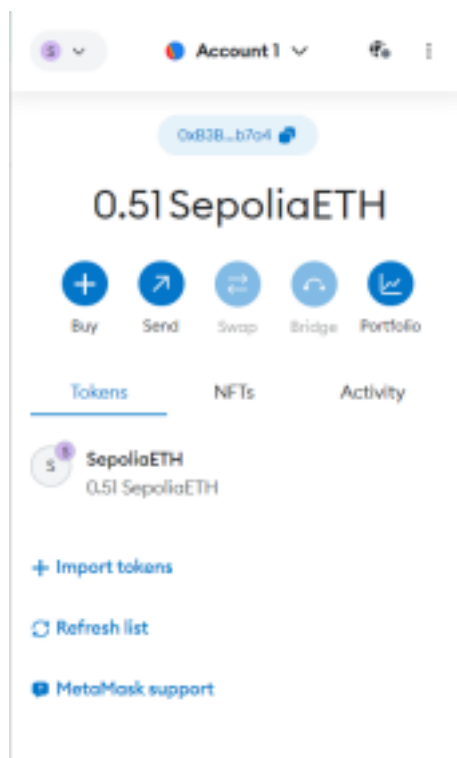 S Account 1
0xB3B...b7a4
0.51 SepoliaETH
Buy Send Swap Bridge Portfolio
Tokens NFTs Activity
S S SepoliaETH
0.51 SepoliaETH
+ Import tokens
Refresh list
MetaMask support